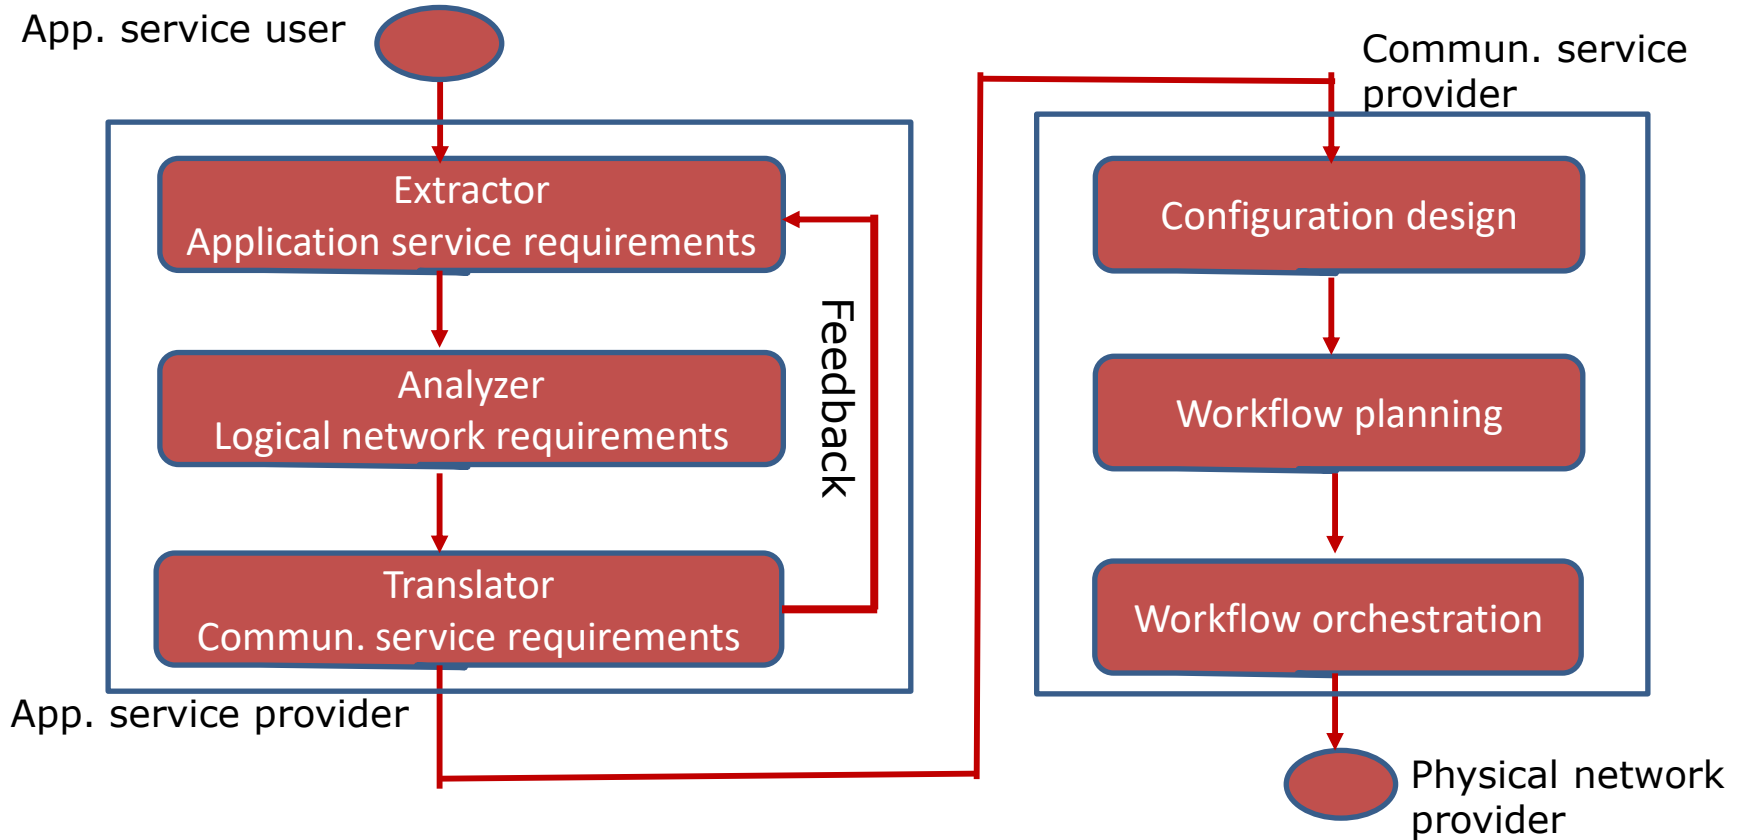 App. service user
Extractor
Application service requirements
Analyzer
Logical network requirements
Feedback
Translator
Commun. service requirements
App. service provider
Commun. service
provider
Configuration design
Workflow planning
Workflow orchestration
Physical network
provider